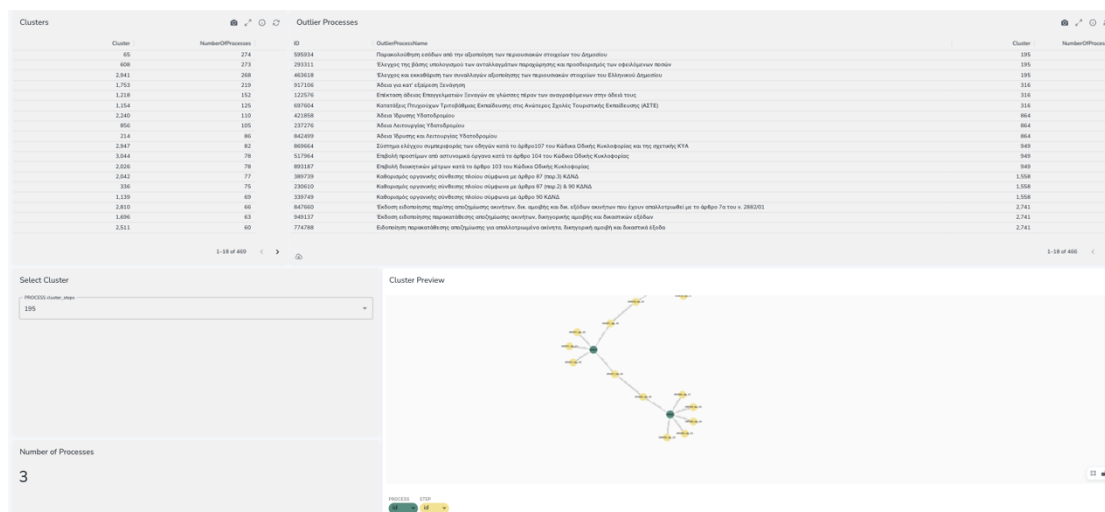 Clusters
Outlier Processes
Cluster NumberOfProcesses
ID OutlierProcessName Cluster NumberOfProces
65 274
608 273
2,941 268
1,753 219
1,218 152
1,154 125
2,240 110
856 105
214 86
2,947 82
3,044 78
2,026 78
2,042 77
336 75
1,139 69
2,810 66
1,696 63
2,511 60
1-18 of 469
595934 Παρακολούθηση εσόδων από την αξιοποίηση των περιουσιακών στοιχείων του Δημοσίου 195
293311 Έλεγχος της βάσης υπολογισμού των ανταλλαγμάτων παραχώρησης και προσδιορισμός των οφειλόμενων ποσών 195
463618 Έλεγχος και εκκαθάριση των συναλλαγών αξιοποίησης των περιουσιακών στοιχείων του Ελληνικού Δημοσίου 195
917106 Άδεια για κατ' εξαίρεση Ξενάγηση 316
122576 Επέκταση άδειας Επαγγελματιών Ξεναγών σε γλώσσες πέραν των αναγραφόμενων στην άδειά τους 316
697604 Κατατάξεις Πτυχιούχων Τριτοβάθμιας Εκπαίδευσης στις Ανώτερες Σχολές Τουριστικής Εκπαίδευσης (ΑΣΤΕ) 316
421858 Άδεια Ίδρυσης Υδατοδρομίου 864
237276 Άδεια Λειτουργίας Υδατοδρομίου 864
842499 Άδεια Ίδρυσης και Λειτουργίας Υδατοδρομίου 864
869664 Σύστημα ελέγχου συμπεριφοράς των οδηγών κατά το άρθρο107 του Κώδικα Οδικής Κυκλοφορίας και της σχετικής ΚΥΑ 949
517964 Επιβολή προστίμων από αστυνομικά όργανα κατά το άρθρο 104 του Κώδικα Οδικής Κυκλοφορίας 949
893187 Επιβολή διοικητικών μέτρων κατά το άρθρο 103 του Κώδικα Οδικής Κυκλοφορίας 949
389739 Καθορισμός οργανικής σύνθεσης πλοίου σύμφωνα με άρθρο 87 (παρ.3) ΚΔΝΔ 1,558
230610 Καθορισμός οργανικής σύνθεσης πλοίου σύμφωνα με άρθρα 87 (παρ.2) & 90 ΚΔΝΔ 1,558
339749 Καθορισμός οργανικής σύνθεσης πλοίου σύμφωνα με άρθρο 90 ΚΔΝΔ 1,558
847660 Έκδοση ειδοποίησης παρ/σης αποζημίωσης ακινήτων, δικ. αμοιβής και δικ. εξόδων ακινήτων που έχουν απαλλοτριωθεί με το άρθρο 7α του ν. 2882/01 2,741
949137 Έκδοση ειδοποίησης παρακατάθεσης αποζημίωσης ακινήτων, δικηγορικής αμοιβής και δικαστικών εξόδων 2,741
774788 Ειδοποίηση παρακατάθεσης αποζημίωσης για απαλλοτριωμένα ακίνητα, δικηγορική αμοιβή και δικαστικά έξοδα 2,741
1-18 of 466
Select Cluster
PROCESS cluster_steps
195
Cluster Preview
Number of Processes
3
PROCESS STEP
id id